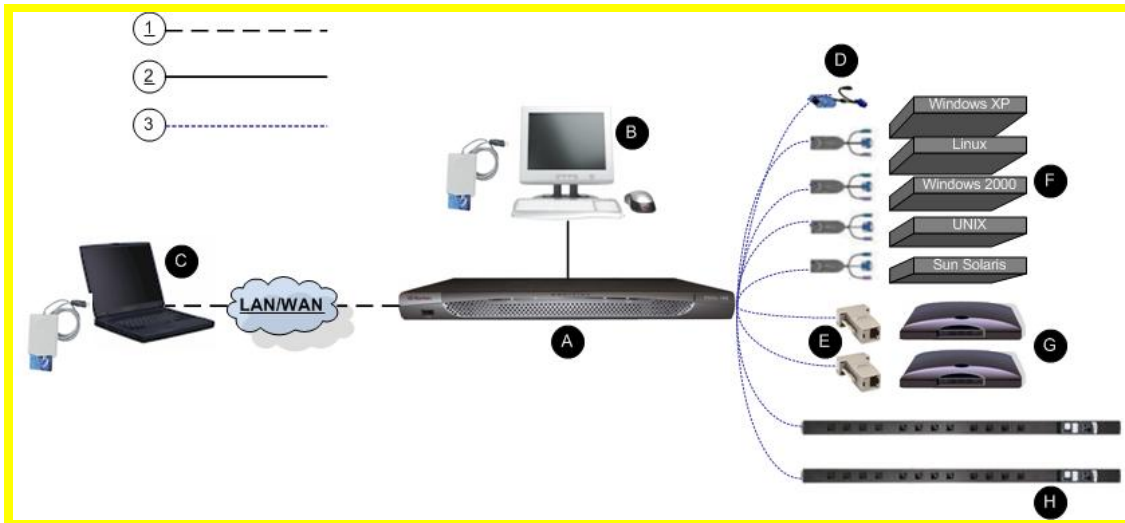 1
2
3
D
Windows XP
B
Linux
Windows 2000
F
UNIX
C
Sun Solaris
LAN/WAN
A
E
G
H